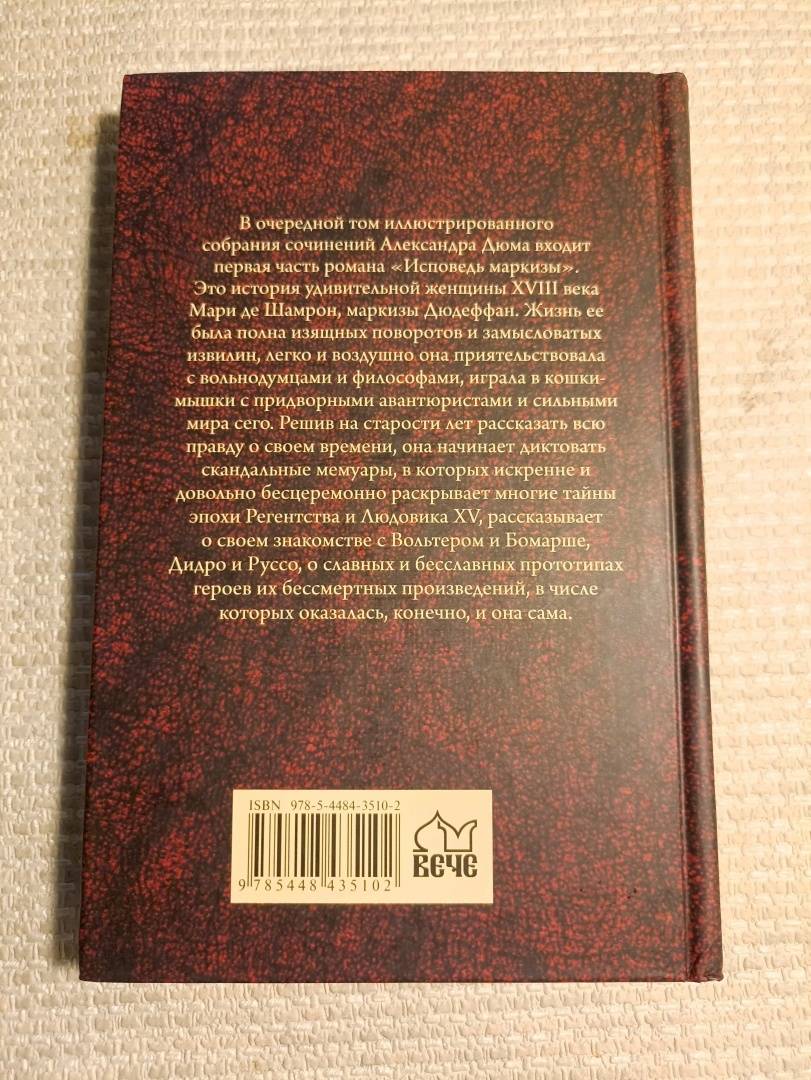 В очередной том иллюстрированного
собрания сочинений Александра Дюма входит
первая часть романа «Исповедь маркизы».
Это история удивительной женщины XVIII века
Мари де Шамрон, маркизы Дюдеффан. Жизнь ее
была полна изящных поворотов и замысловатых
извилин, легко и воздушно она приятельствовала
с вольнодумцами и философами, играла в кошки-
мышки с придворными авантюристами и сильными
мира сего. Решив на старости лет рассказать всю
правду о своем времени, она начинает диктовать
скандальные мемуары, в которых искренне и
довольно бесцеремонно раскрывает многие тайны
эпохи Регентства и Людовика XV, рассказывает
о своем знакомстве с Вольтером и Бомарше,
Дидро и Руссо, о славных и бесславных прототипах
героев их бессмертных произведений, в числе
которых оказалась, конечно, и она сама.
ISBN 978-5-4484-3510-2
9 785448 435102
ВЕЧЕ